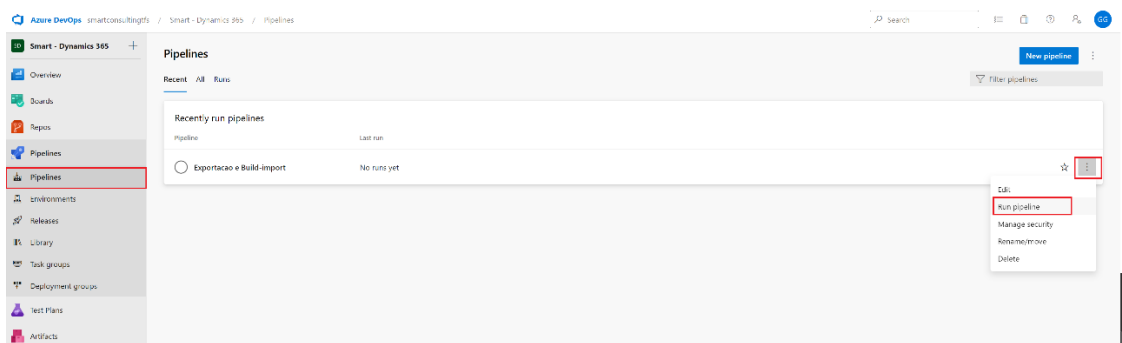 Azure DevOps smartconsultingtfs / Smart - Dynamics 365 / Pipelines
Search
GG
SD Smart - Dynamics 365
Overview
Boards
Repos
Pipelines
Pipelines
Environments
Releases
Library
Task groups
Deployment groups
Test Plans
Artifacts
Pipelines
New pipeline
Recent All Runs
Filter pipelines
Recently run pipelines
Pipeline Last run
Exportacao e Build-import No runs yet
Edit
Run pipeline
Manage security
Rename/move
Delete